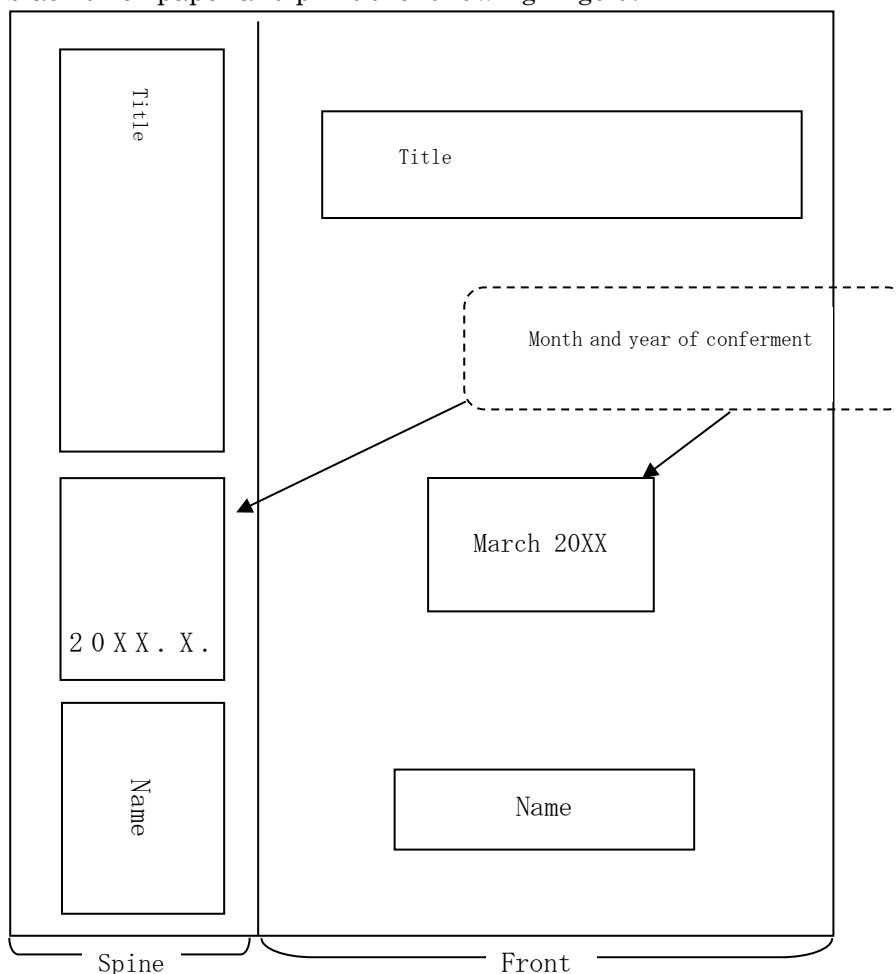 Title
Title
Month and year of conferment
March 20XX
20XX.X.
Name
Name
Spine
Front